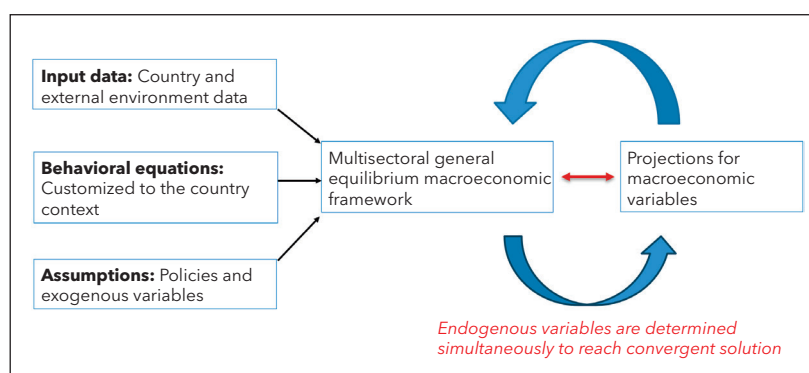 Input data: Country and
external environment data
Behavioral equations:
Customized to the country
context
Assumptions: Policies and
exogenous variables
Multisectoral general
equilibrium macroeconomic
framework
Projections for
macroeconomic
variables
Endogenous variables are determined
simultaneously to reach convergent solution